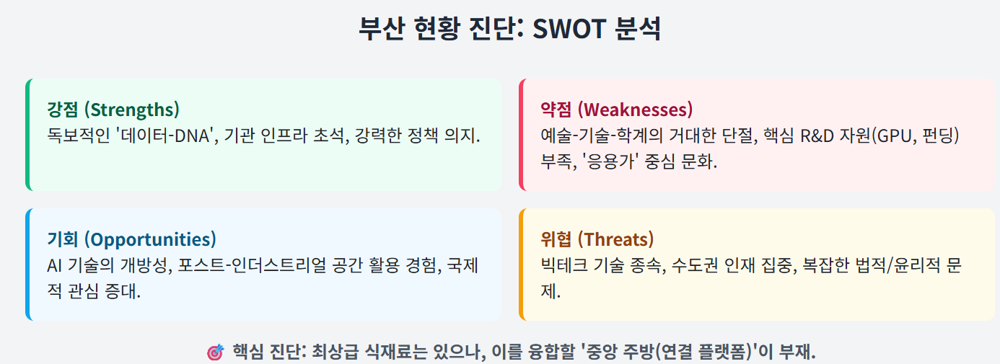 부산 현황 진단: SWOT 분석
강점 (Strengths)
독보적인 '데이터-DNA', 기관 인프라 초석, 강력한 정책 의지.
약점 (Weaknesses)
예술-기술-학계의 거대한 단절, 핵심 R&D 자원(GPU, 펀딩)
부족, '응용가' 중심 문화.
기회 (Opportunities)
AI 기술의 개방성, 포스트-인더스트리얼 공간 활용 경험, 국제
적 관심 증대.
위협 (Threats)
빅테크 기술 종속, 수도권 인재 집중, 복잡한 법적/윤리적 문
제.
🎯 핵심 진단: 최상급 식재료는 있으나, 이를 융합할 '중앙 주방(연결 플랫폼)'이 부재.